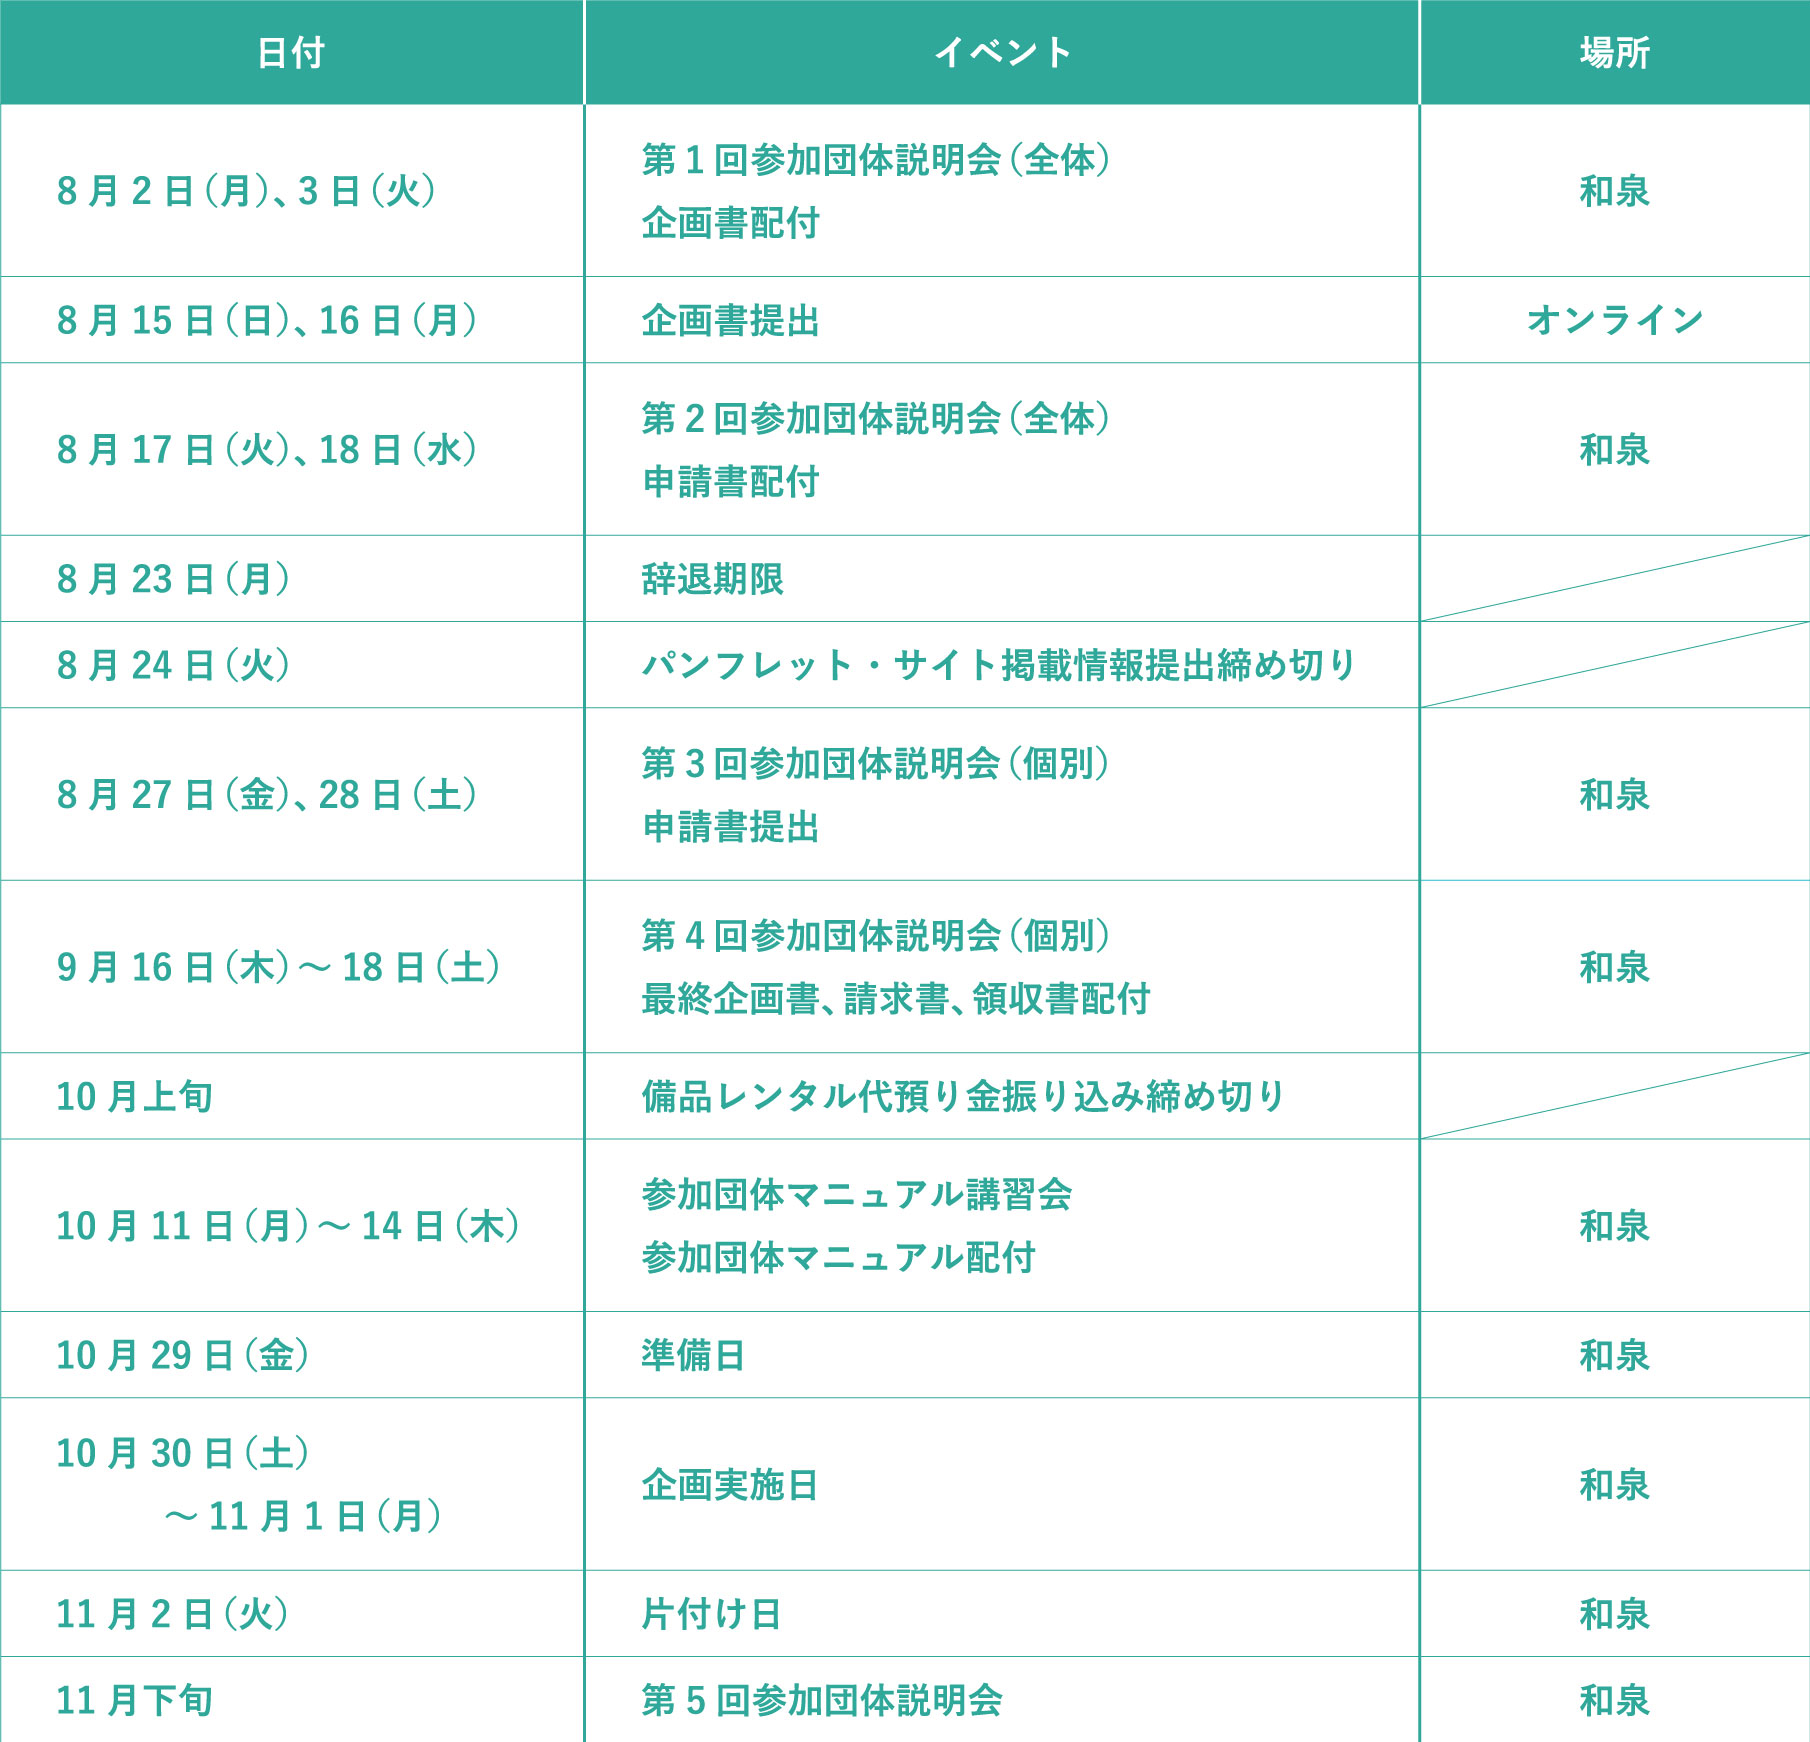 日付 イベント 場所
8月2日（月）、3日（火）
第1回参加団体説明会（全体）
企画書配付
和泉
8月15日（日）、16日（月）
企画書提出
オンライン
8月17日（火）、18日（水）
第2回参加団体説明会（全体）
申請書配付
和泉
8月23日（月）
辞退期限
8月24日（火）
パンフレット・サイト掲載情報提出締め切り
8月27日（金）、28日（土）
第3回参加団体説明会（個別）
申請書提出
和泉
9月16日（木）～18日（土）
第4回参加団体説明会（個別）
最終企画書、請求書、領収書配付
和泉
10月上旬
備品レンタル代預り金振り込み締め切り
10月11日（月）～14日（木）
参加団体マニュアル講習会
参加団体マニュアル配付
和泉
10月29日（金）
準備日
和泉
10月30日（土）
～11月1日（月）
企画実施日
和泉
11月2日（火）
片付け日
和泉
11月下旬
第5回参加団体説明会
和泉